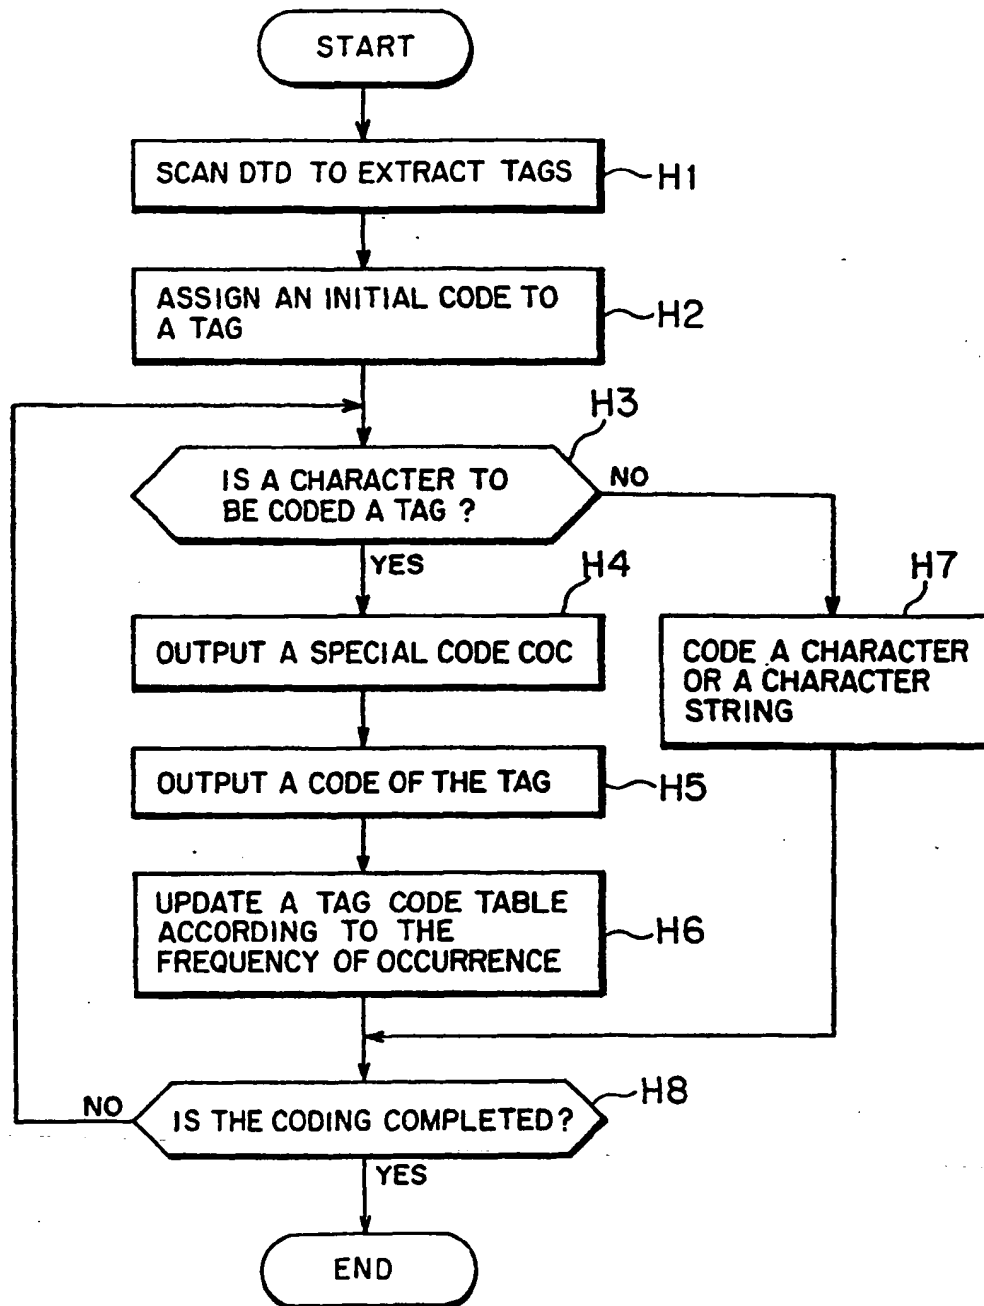 START
SCAN DTD TO EXTRACT TAGS
H1
ASSIGN AN INITIAL CODE TO
A TAG
H2
H3
IS A CHARACTER TO
BE CODED A TAG ?
NO
YES
H4
H7
OUTPUT A SPECIAL CODE COC
CODE A CHARACTER
OR A CHARACTER
STRING
OUTPUT A CODE OF THE TAG
H5
UPDATE A TAG CODE TABLE
ACCORDING TO THE
FREQUENCY OF OCCURRENCE
H6
H8
NO
IS THE CODING COMPLETED ?
YES
END